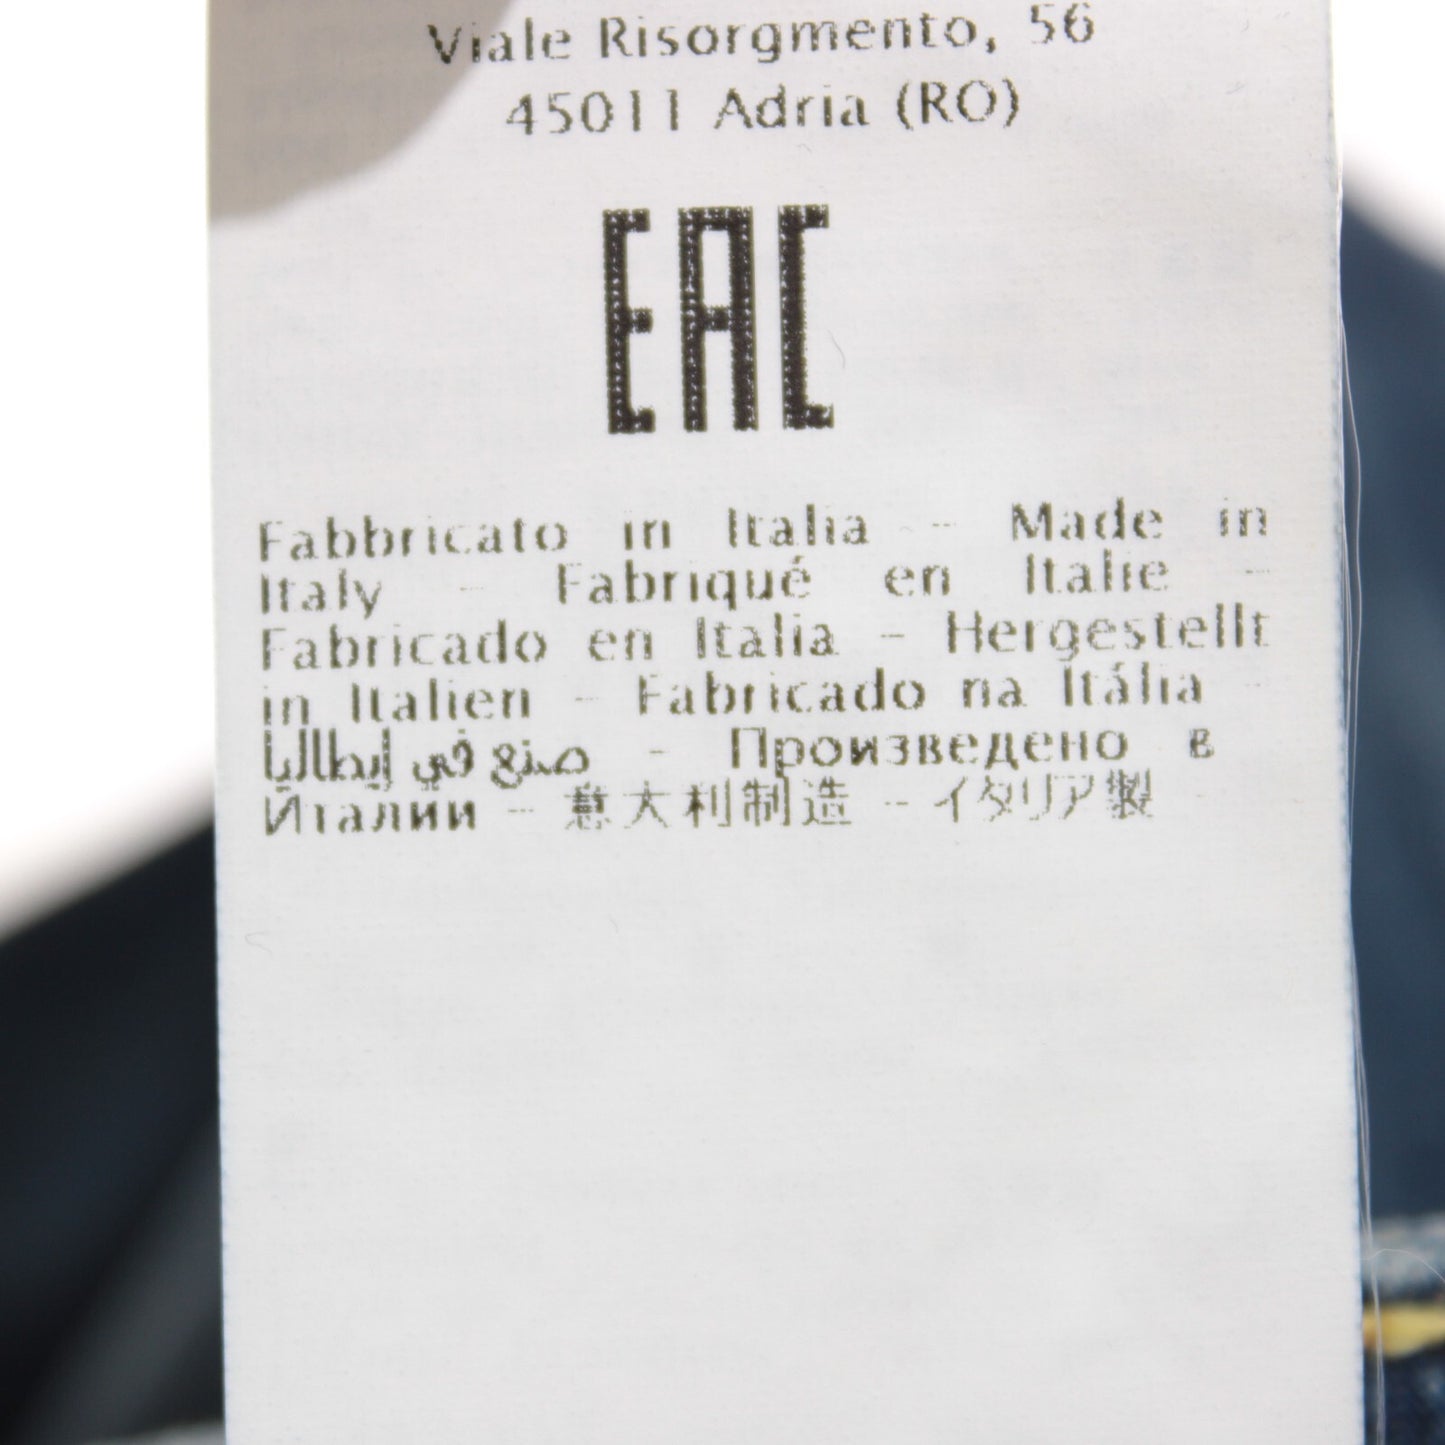 Viale Risorgmento, 56
45011 Adria (RO)
EAC
Fabbricato in Italia - Made in
Italy - Fabriqué en Italie -
Fabricado en Italia - Hergestellt
in Italien - Fabricado na Itália -
صنع في إيطاليا - Произведено в
Италии - 意大利制造 - イタリア製 -